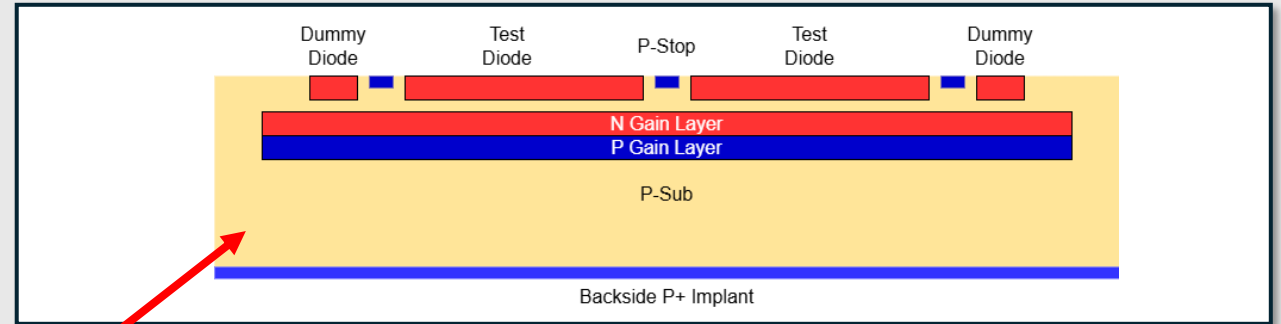 Dummy
Diode
Test
Diode
P-Stop
Test
Diode
Dummy
Diode
N Gain Layer
P Gain Layer
P-Sub
Backside P+ Implant